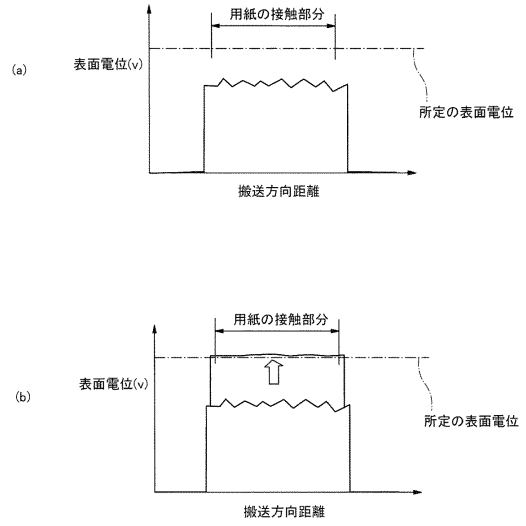 用紙の接触部分
(a)
表面電位(v)
所定の表面電位
搬送方向距離
用紙の接触部分
(b)
表面電位(v)
所定の表面電位
搬送方向距離